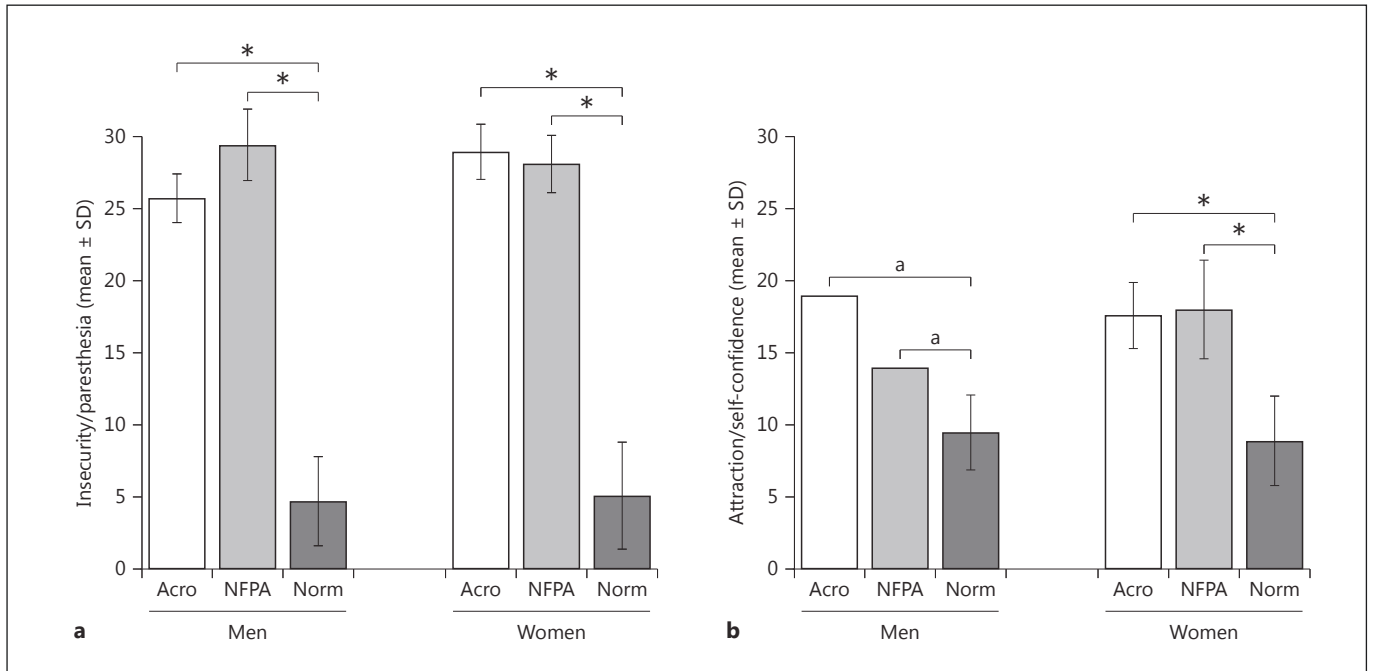 Insecurity/paresthesia (mean ± SD)
30
25
20
15
10
5
0
*
*
*
*
Acro NFPA Norm Acro NFPA Norm
Men Women
a
Attraction/self-confidence (mean ± SD)
30
25
20
15
10
5
0
a
a
*
*
Acro NFPA Norm Acro NFPA Norm
Men Women
b